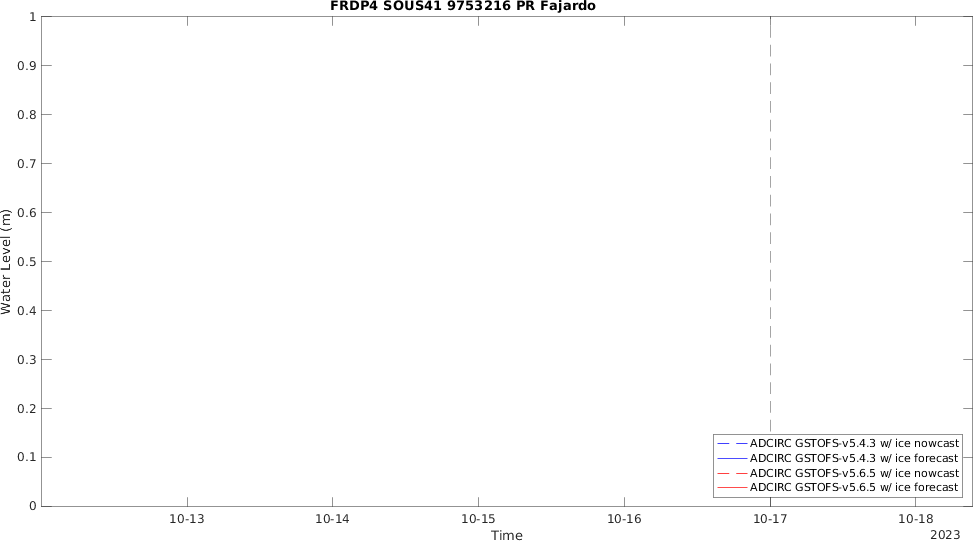 FRDP4 SOUS41 9753216 PR Fajardo
1
0.9
0.8
0.7
0.6
0.5
0.4
0.3
0.2
0.1
0
Water Level (m)
ADCIRC GSTOFS-v5.4.3 w/ ice nowcast
ADCIRC GSTOFS-v5.4.3 w/ ice forecast
ADCIRC GSTOFS-v5.6.5 w/ ice nowcast
ADCIRC GSTOFS-v5.6.5 w/ ice forecast
10-13 10-14 10-15 10-16 10-17 10-18
Time
2023